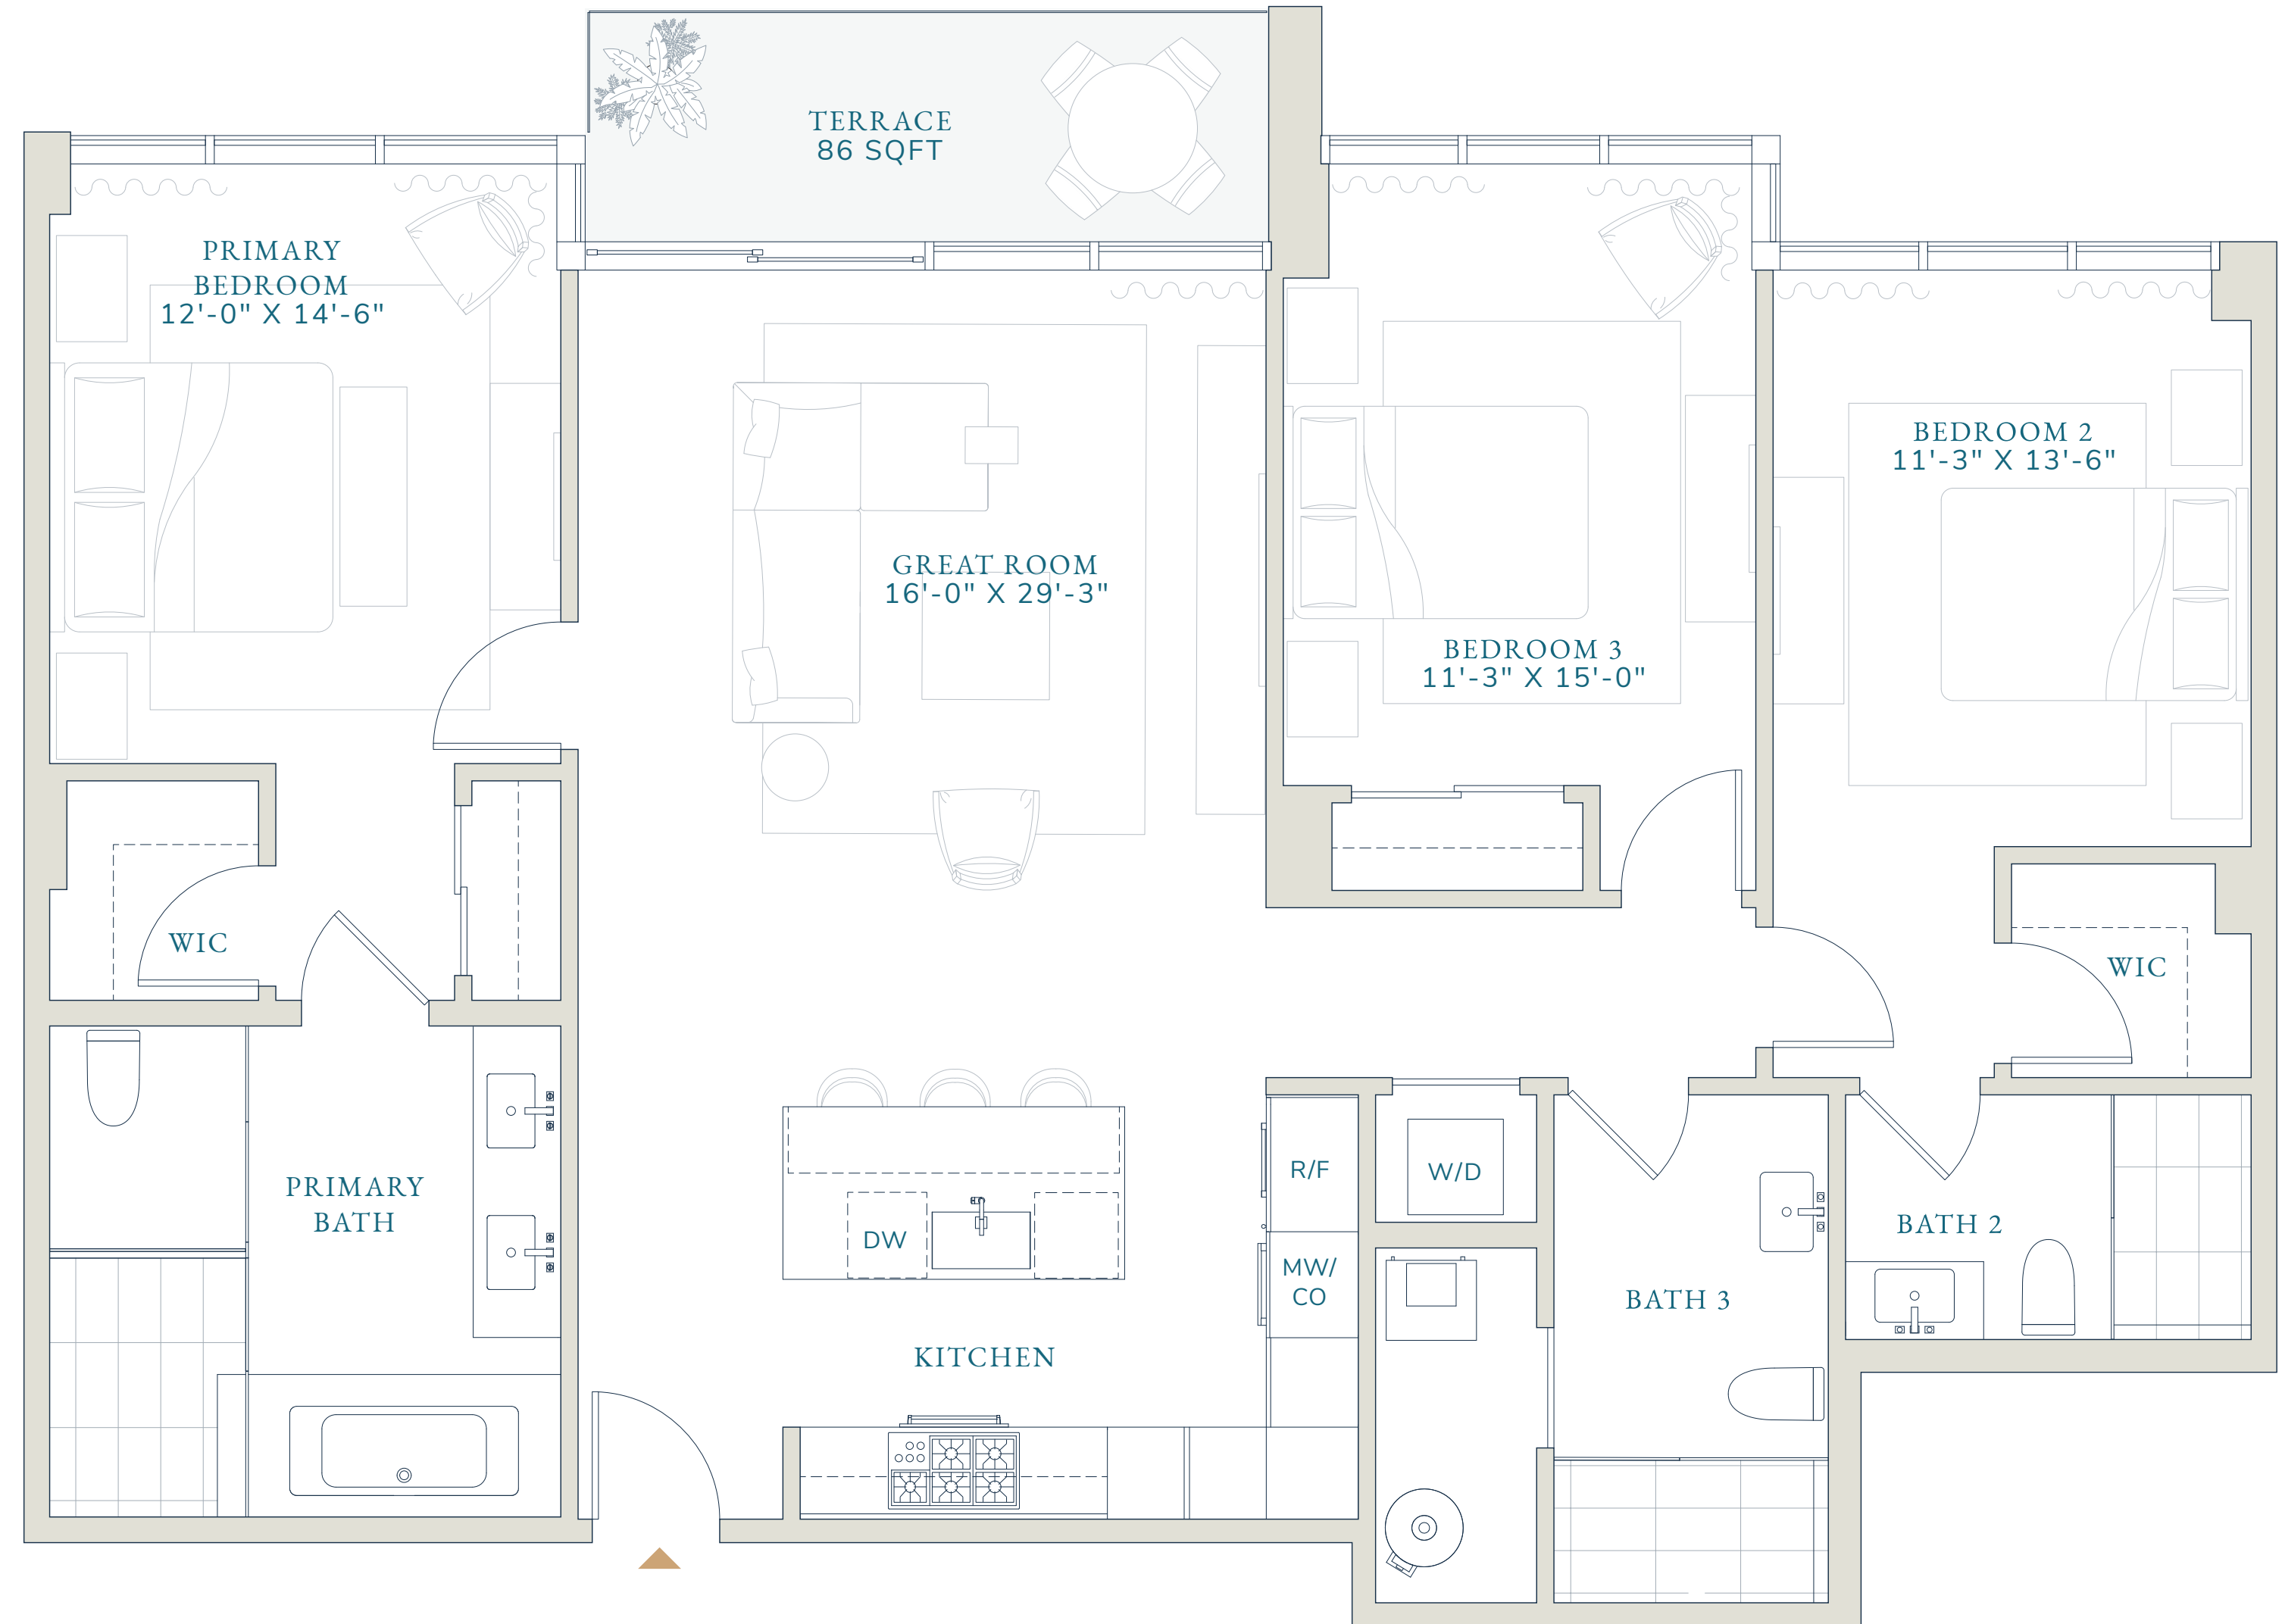 TERRACE
86 SQFT
PRIMARY
BEDROOM
12'-0" X 14'-6"
GREAT ROOM
16'-0" X 29'-3"
BEDROOM 3
11'-3" X 15'-0"
BEDROOM 2
11'-3" X 13'-6"
WIC
WIC
PRIMARY
BATH
DW
R/F
MW/
CO
W/D
KITCHEN
BATH 3
BATH 2